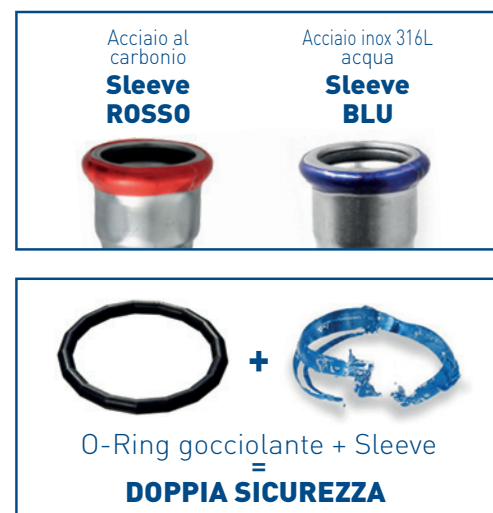 Acciaio al
carbonio
Sleeve
ROSSO
Acciaio inox 316L
acqua
Sleeve
BLU
+
O-Ring gocciolante + Sleeve
=
DOPPIA SICUREZZA